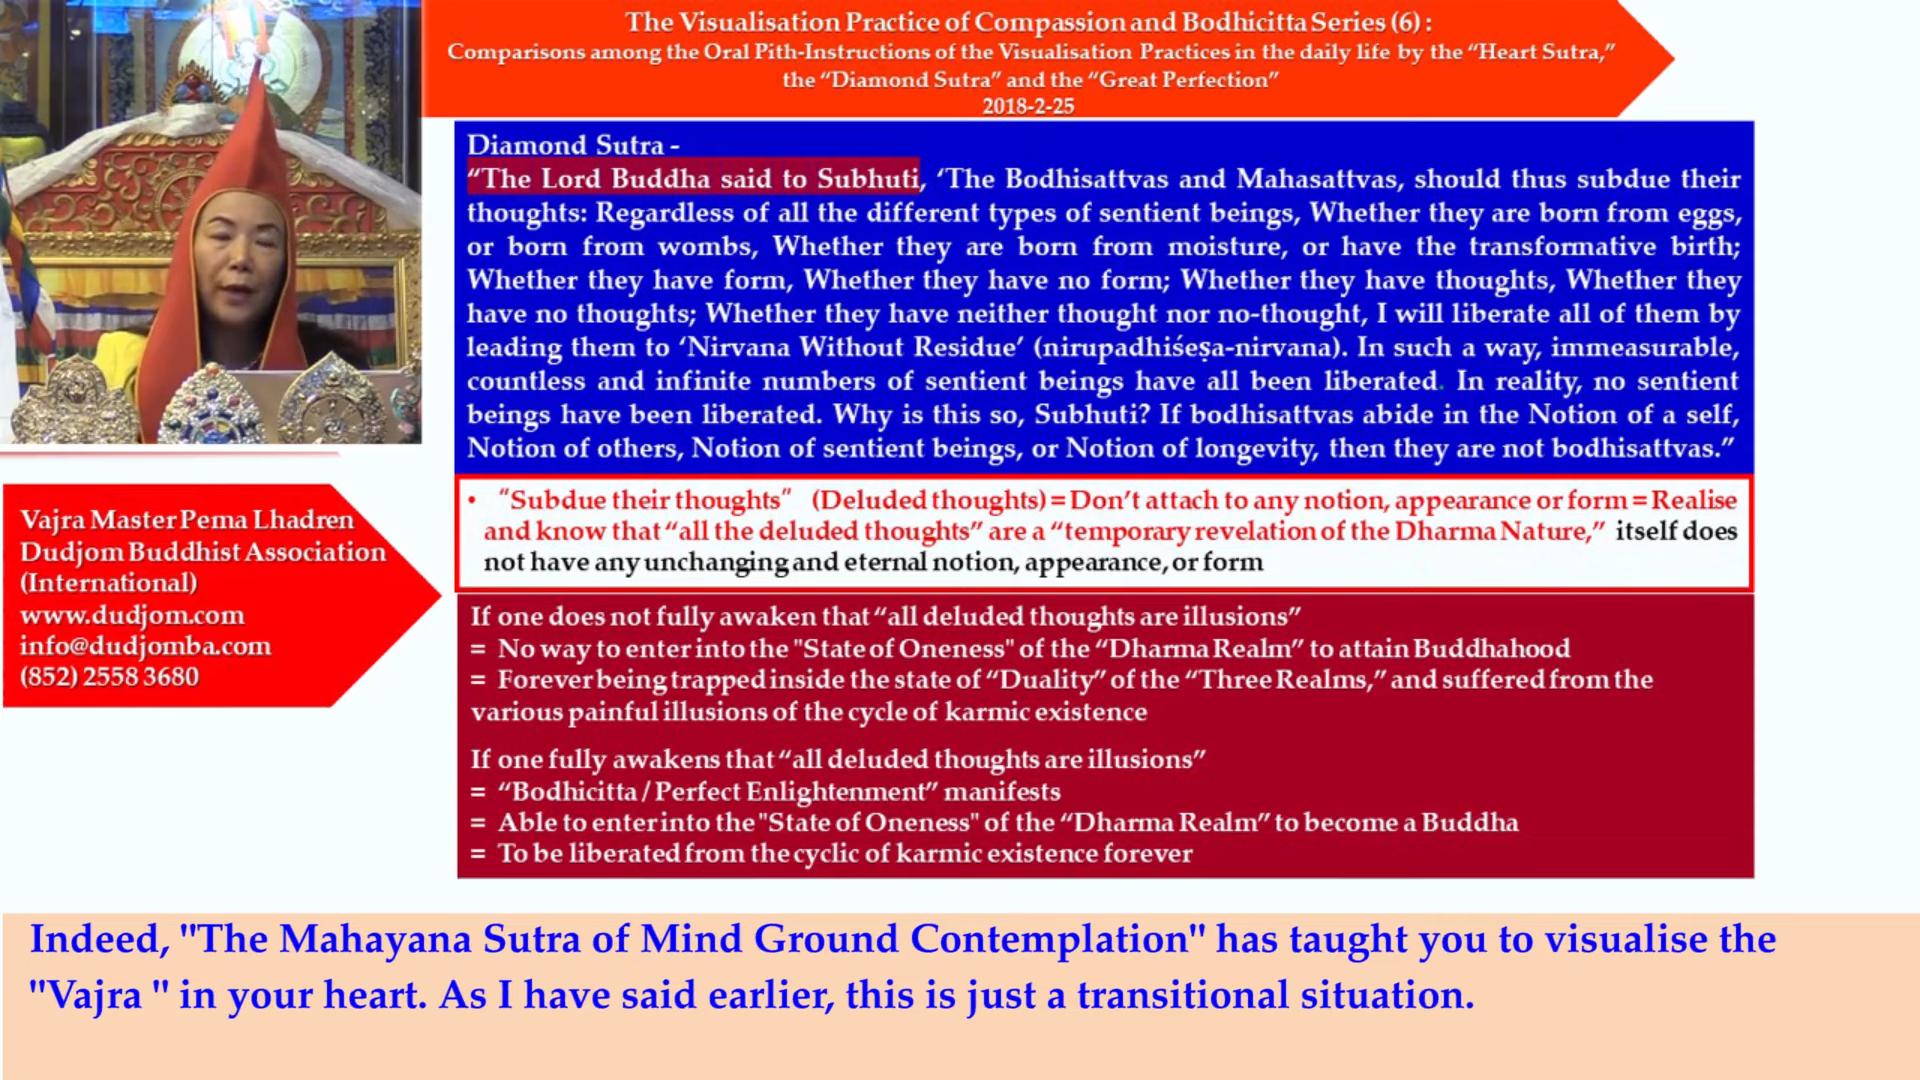 The Visualisation Practice of Compassion and Bodhicitta Series (6) :
Comparisons among the Oral Pith-Instructions of the Visualisation Practices in the daily life by the “Heart Sutra,”
the “Diamond Sutra” and the “Great Perfection”
2018-2-25
Diamond Sutra -
“The Lord Buddha said to Subhuti, ‘The Bodhisattvas and Mahasattvas, should thus subdue their
thoughts: Regardless of all the different types of sentient beings, Whether they are born from eggs,
or born from wombs, Whether they are born from moisture, or have the transformative birth;
Whether they have form, Whether they have no form; Whether they have thoughts, Whether they
have no thoughts; Whether they have neither thought nor no-thought, I will liberate all of them by
leading them to ‘Nirvana Without Residue’ (nirupadhiśeṣa-nirvana). In such a way, immeasurable,
countless and infinite numbers of sentient beings have all been liberated. In reality, no sentient
beings have been liberated. Why is this so, Subhuti? If bodhisattvas abide in the Notion of a self,
Notion of others, Notion of sentient beings, or Notion of longevity, then they are not bodhisattvas.”
• “Subdue their thoughts” (Deluded thoughts) = Don’t attach to any notion, appearance or form = Realise
and know that “all the deluded thoughts” are a “temporary revelation of the Dharma Nature,” itself does
not have any unchanging and eternal notion, appearance, or form
If one does not fully awaken that “all deluded thoughts are illusions”
= No way to enter into the "State of Oneness" of the “Dharma Realm” to attain Buddhahood
= Forever being trapped inside the state of “Duality” of the “Three Realms,” and suffered from the
various painful illusions of the cycle of karmic existence
If one fully awakens that “all deluded thoughts are illusions”
= “Bodhicitta / Perfect Enlightenment” manifests
= Able to enter into the "State of Oneness" of the “Dharma Realm” to become a Buddha
= To be liberated from the cyclic of karmic existence forever
Vajra Master Pema Lhadren
Dudjom Buddhist Association
(International)
www.dudjom.com
info@dudjomba.com
(852) 2558 3680
Indeed, "The Mahayana Sutra of Mind Ground Contemplation" has taught you to visualise the
"Vajra " in your heart. As I have said earlier, this is just a transitional situation.